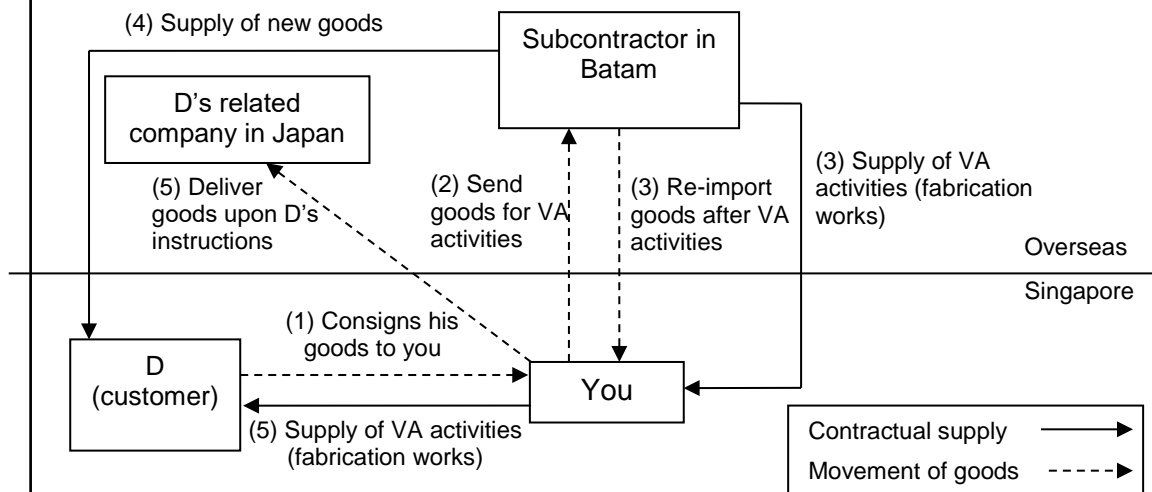 (4) Supply of new goods
Subcontractor in
Batam
D’s related
company in Japan
(5) Deliver
goods upon D’s
instructions
(2) Send
goods for VA
activities
(3) Re-import
goods after VA
activities
(3) Supply of VA
activities (fabrication
works)
Overseas
Singapore
(1) Consigns his
goods to you
D
(customer)
You
(5) Supply of VA activities
(fabrication works)
Contractual supply
Movement of goods